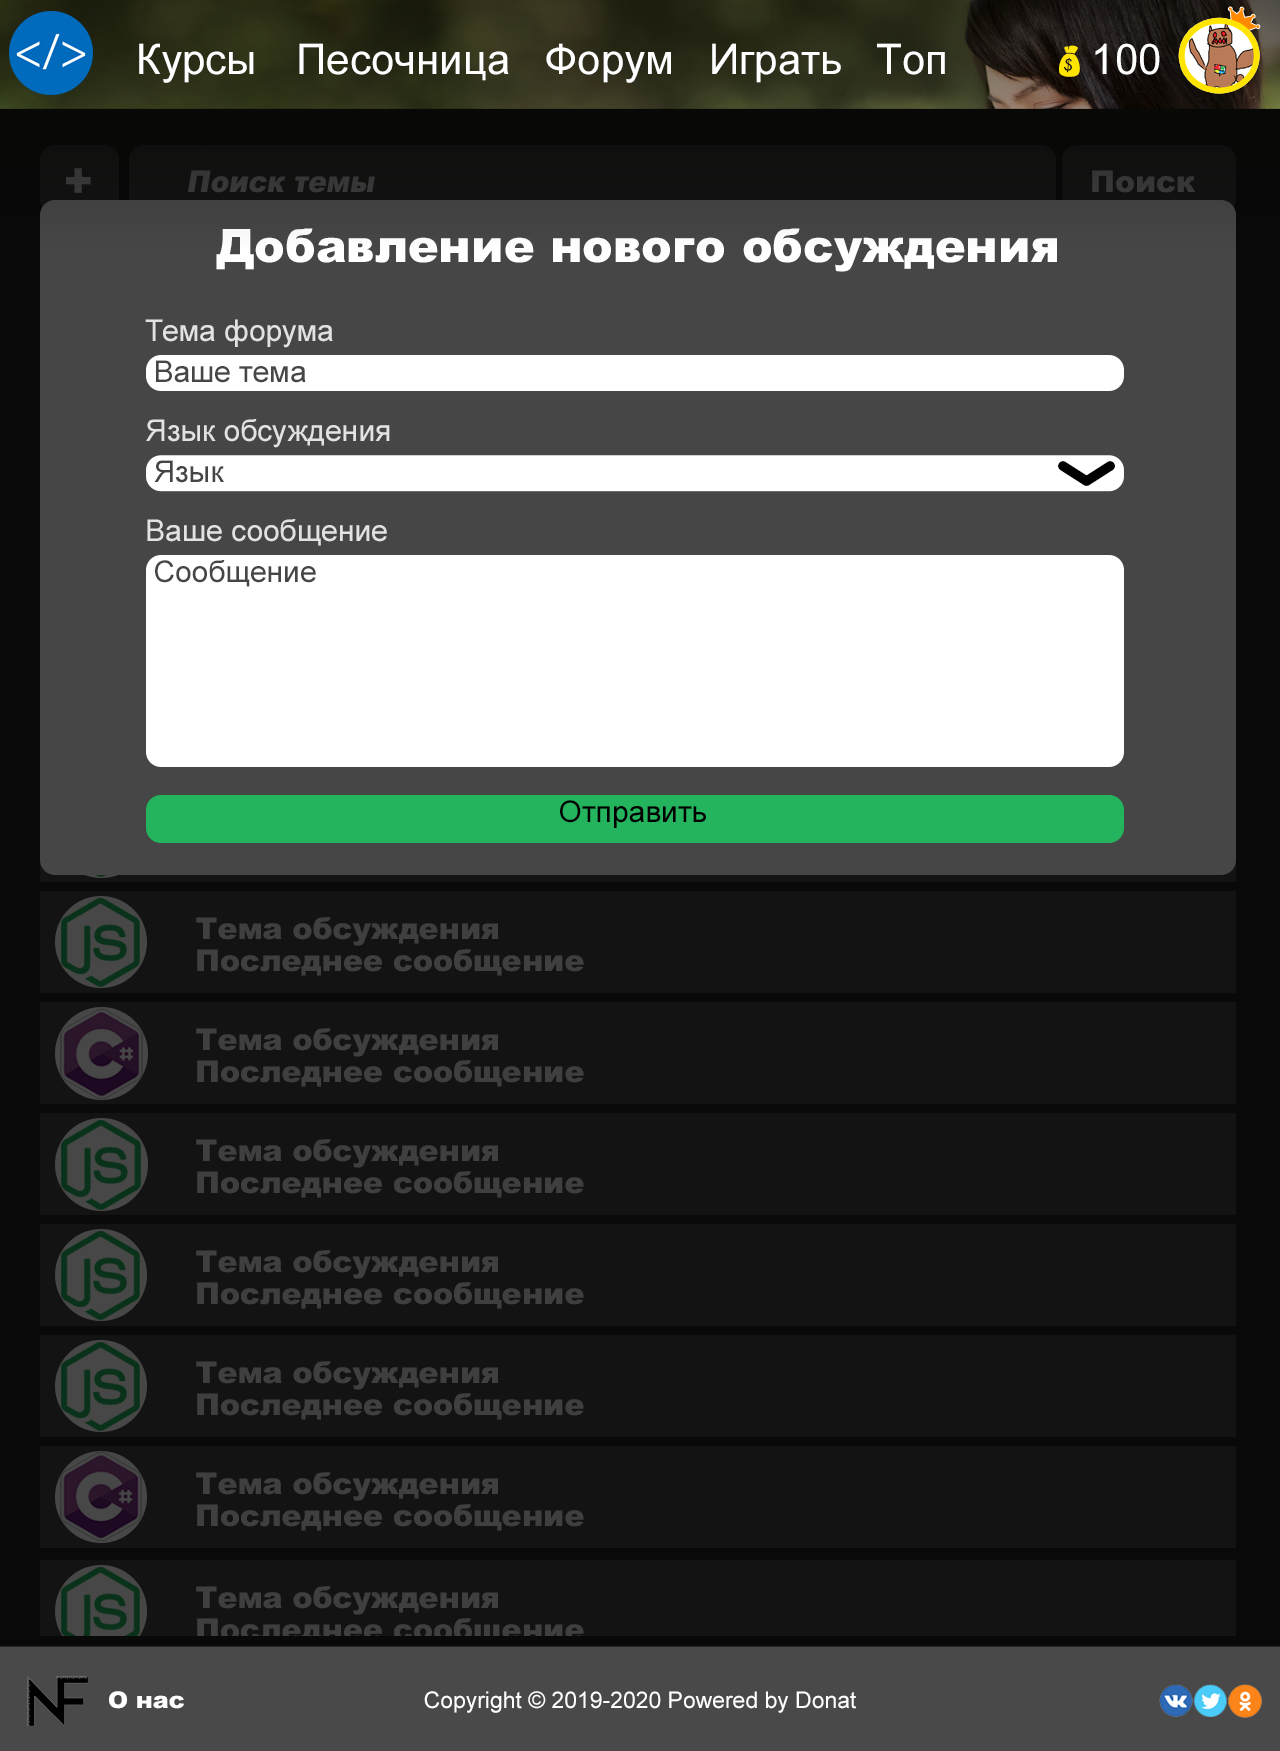 </>
Курсы Песочница Форум Играть Топ 100
+ Поиск темы Поиск
Добавление нового обсуждения
Тема форума
Ваше тема
Язык обсуждения
Язык
Ваше сообщение
Сообщение
Отправить
JS Тема обсуждения
Последнее сообщение
C# Тема обсуждения
Последнее сообщение
JS Тема обсуждения
Последнее сообщение
JS Тема обсуждения
Последнее сообщение
JS Тема обсуждения
Последнее сообщение
C# Тема обсуждения
Последнее сообщение
JS Тема обсуждения
Последнее сообщение
NF О нас Copyright © 2019-2020 Powered by Donat